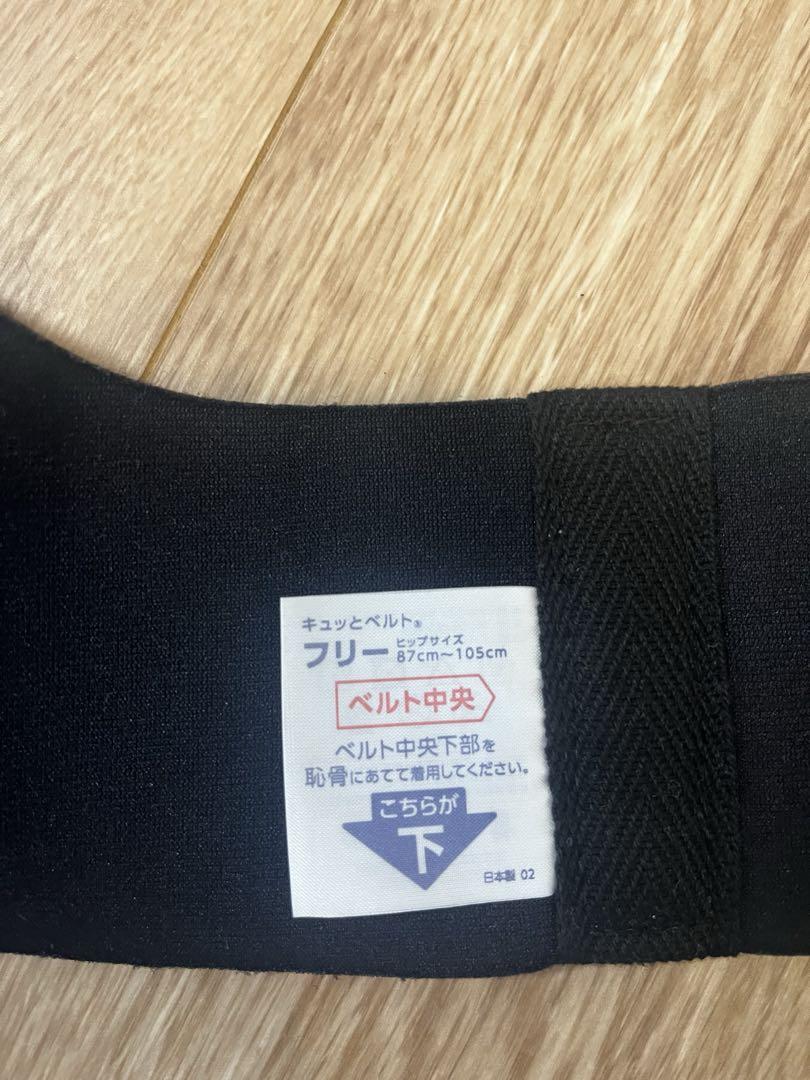 キュッとベルト®
フリー ヒップサイズ 87cm～105cm
ベルト中央
ベルト中央下部を
恥骨にあてて着用してください。
こちらが
下
日本製 02